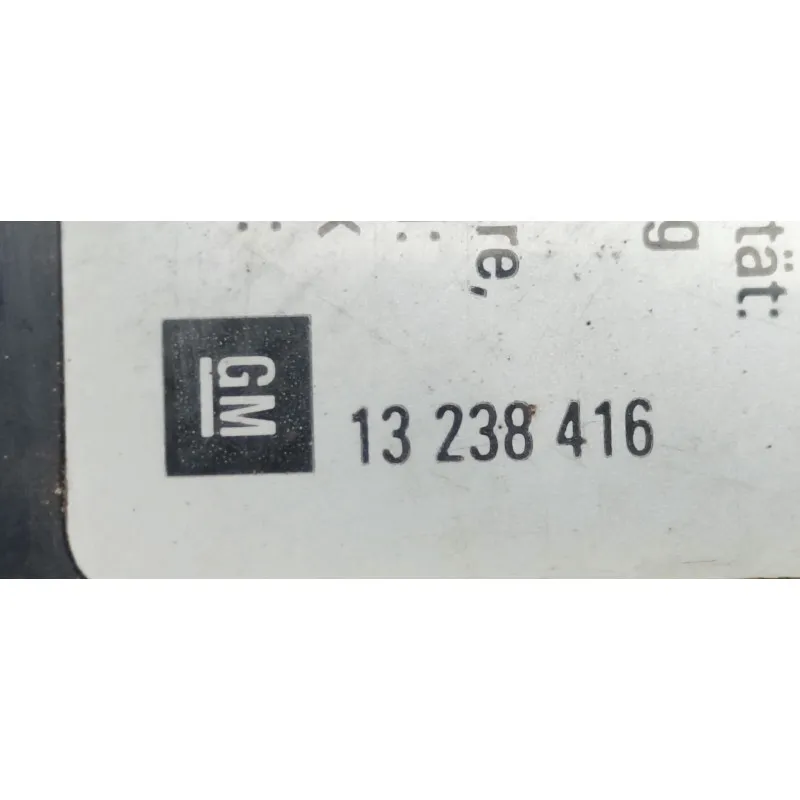 GM
13 238 416
re,
g
tät: